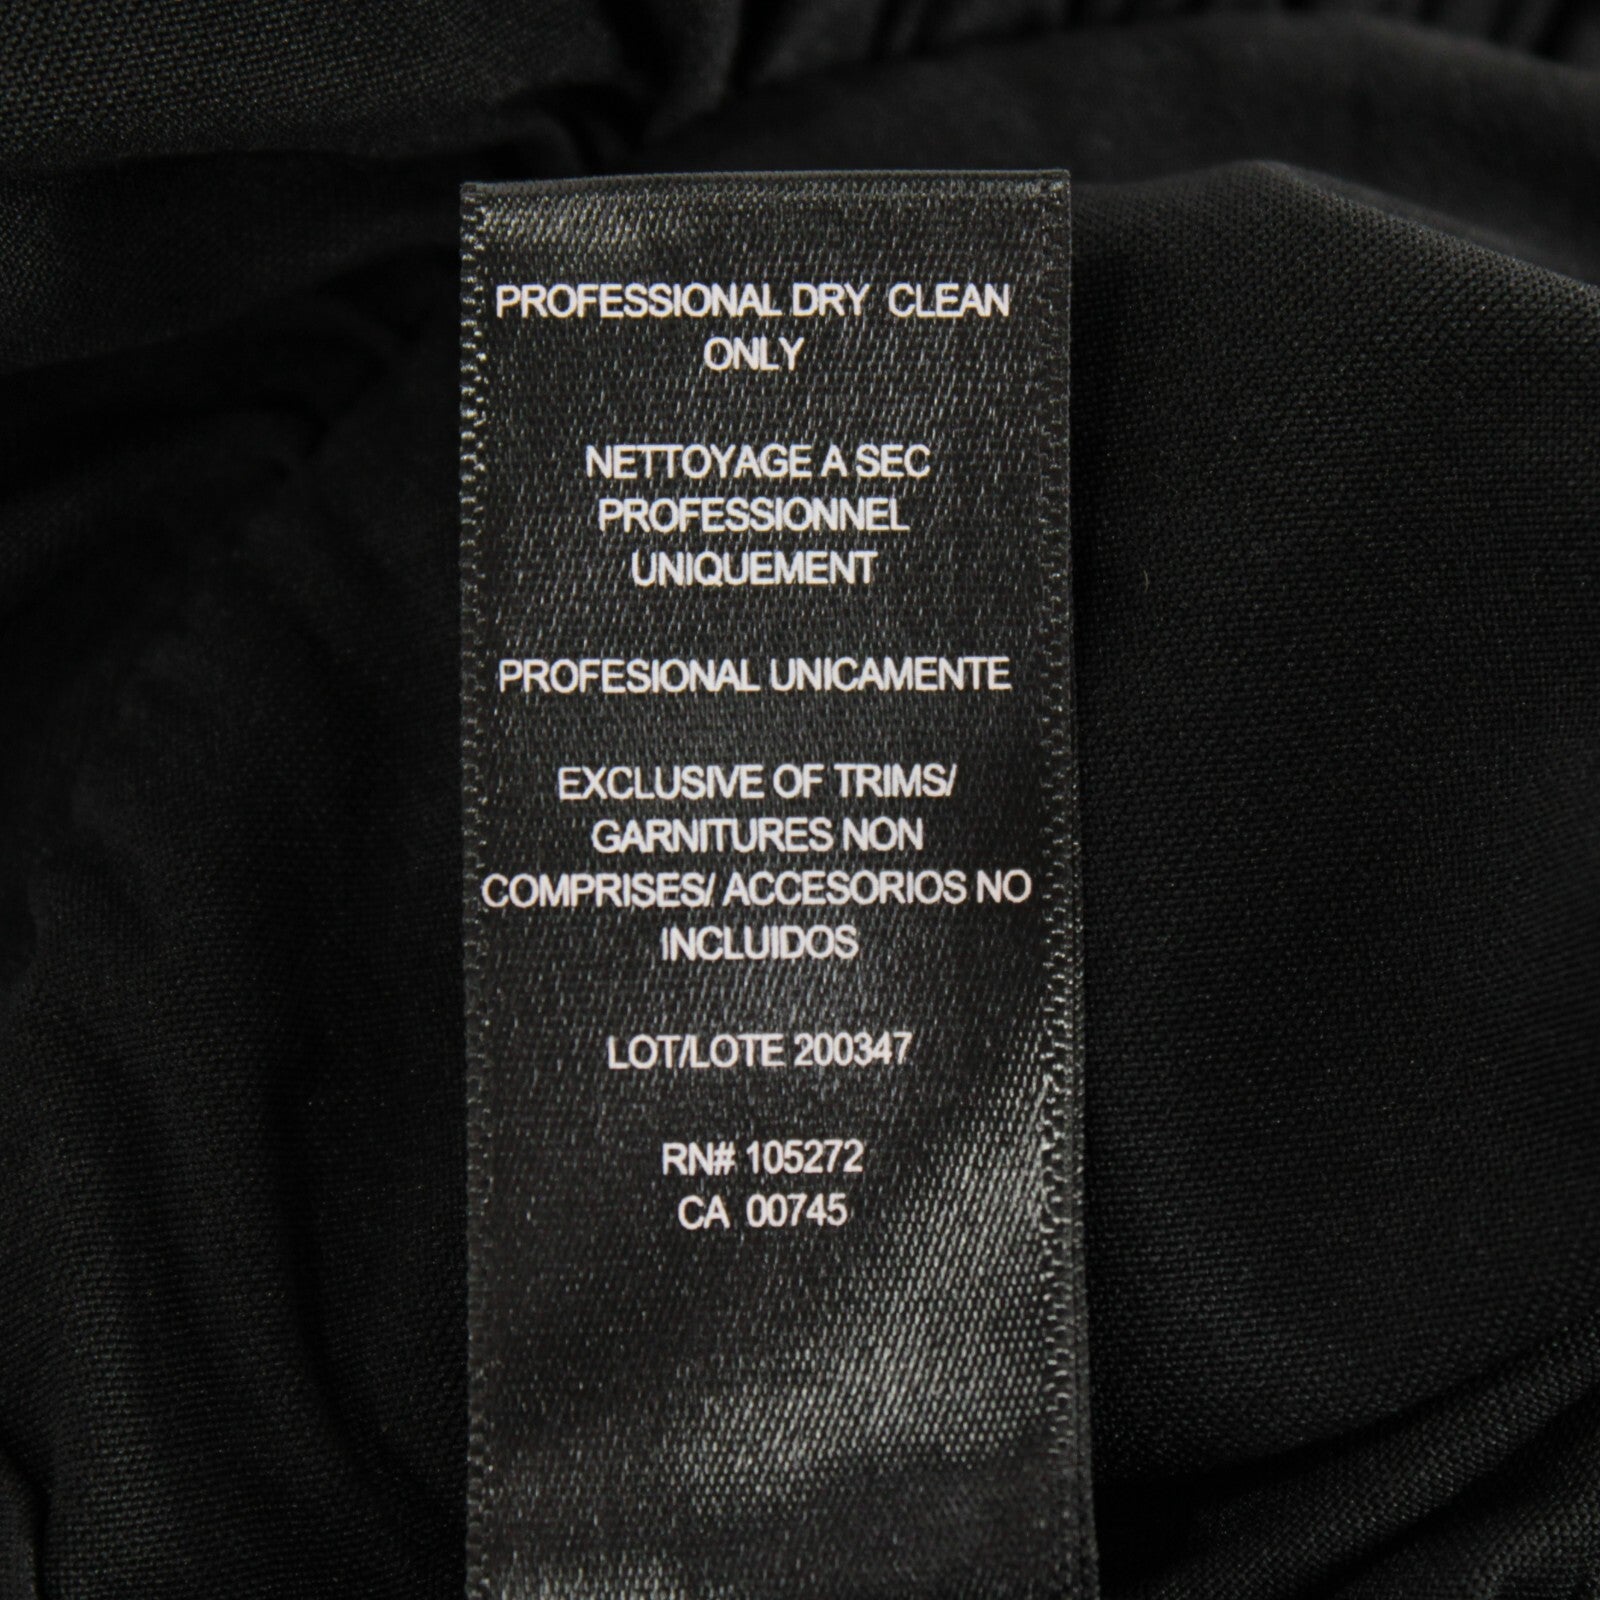 PROFESSIONAL DRY CLEAN
ONLY
NETTOYAGE A SEC
PROFESSIONNEL
UNIQUEMENT
PROFESIONAL UNICAMENTE
EXCLUSIVE OF TRIMS/
GARNITURES NON
COMPRISES/ ACCESORIOS NO
INCLUIDOS
LOT/LOTE 200347
RN# 105272
CA 00745